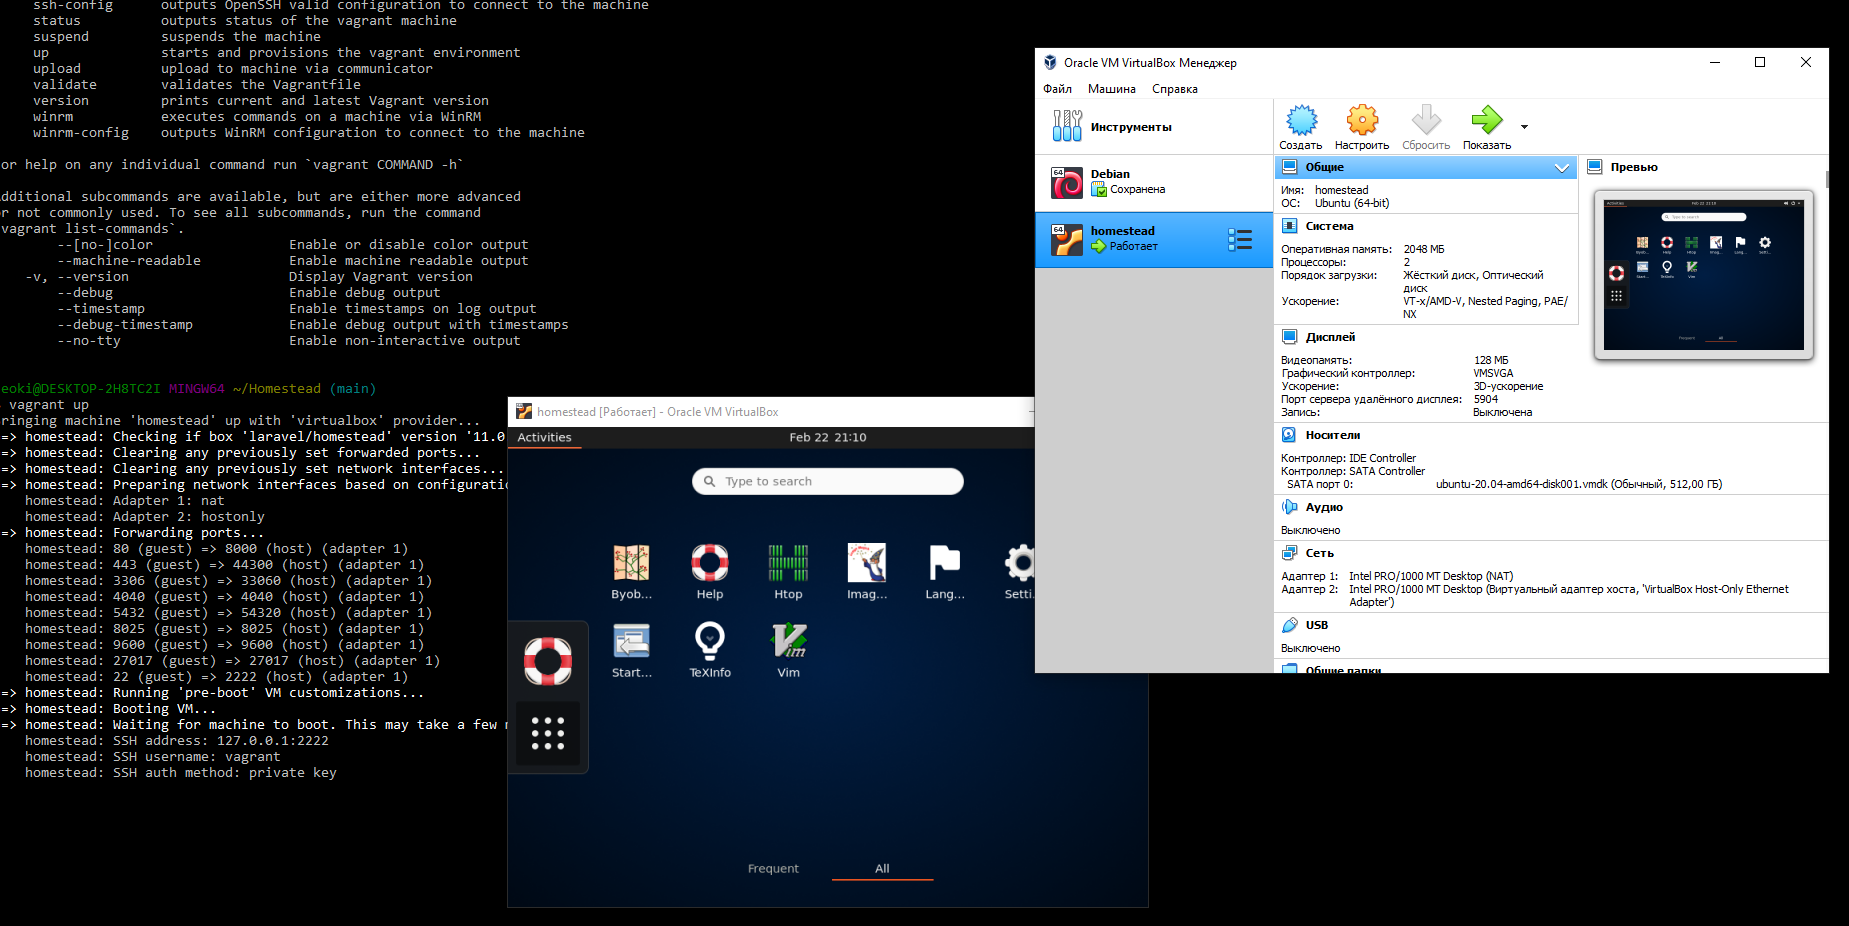 ssh-config outputs OpenSSH valid configuration to connect to the machine
status outputs status of the vagrant machine
suspend suspends the machine
up starts and provisions the vagrant environment
upload upload to machine via communicator
validate validates the Vagrantfile
version prints current and latest Vagrant version
winrm executes commands on a machine via WinRM
winrm-config outputs WinRM configuration to connect to the machine
or help on any individual command run `vagrant COMMAND -h`
dditional subcommands are available, but are either more advanced
r not commonly used. To see all subcommands, run the command
vagrant list-commands`.
--[no-]color Enable or disable color output
--machine-readable Enable machine readable output
-v, --version Display Vagrant version
--debug Enable debug output
--timestamp Enable timestamps on log output
--debug-timestamp Enable debug output with timestamps
--no-tty Enable non-interactive output
eoki@DESKTOP-2H8TC2I MINGW64 ~/Homestead (main)
vagrant up
ringing machine 'homestead' up with 'virtualbox' provider...
=> homestead: Checking if box 'laravel/homestead' version '11.0
=> homestead: Clearing any previously set forwarded ports...
=> homestead: Clearing any previously set network interfaces...
=> homestead: Preparing network interfaces based on configuratio
homestead: Adapter 1: nat
homestead: Adapter 2: hostonly
=> homestead: Forwarding ports...
homestead: 80 (guest) => 8000 (host) (adapter 1)
homestead: 443 (guest) => 44300 (host) (adapter 1)
homestead: 3306 (guest) => 33060 (host) (adapter 1)
homestead: 4040 (guest) => 4040 (host) (adapter 1)
homestead: 5432 (guest) => 54320 (host) (adapter 1)
homestead: 8025 (guest) => 8025 (host) (adapter 1)
homestead: 9600 (guest) => 9600 (host) (adapter 1)
homestead: 27017 (guest) => 27017 (host) (adapter 1)
homestead: 22 (guest) => 2222 (host) (adapter 1)
=> homestead: Running 'pre-boot' VM customizations...
=> homestead: Booting VM...
=> homestead: Waiting for machine to boot. This may take a few
homestead: SSH address: 127.0.0.1:2222
homestead: SSH username: vagrant
homestead: SSH auth method: private key
homestead [Работает] - Oracle VM VirtualBox
Activities Feb 22 21:10
Type to search
Byob... Help Htop Imag... Lang... Setti.
Start... TeXInfo Vim
Frequent All
Oracle VM VirtualBox Менеджер
Файл Машина Справка
Инструменты
Создать Настроить Сбросить Показать
64 Debian
Сохранена
64 homestead
Работает
Общие
Имя: homestead
ОС: Ubuntu (64-bit)
Система
Оперативная память: 2048 МБ
Процессоры: 2
Порядок загрузки: Жёсткий диск, Оптический
диск
Ускорение: VT-x/AMD-V, Nested Paging, PAE/
NX
Превью
Activities Feb 22 21:10
Type to search
Byob... Help Htop Imag... Lang... Setti...
Start... TeXInfo Vim
Frequent All
Дисплей
Видеопамять: 128 МБ
Графический контроллер: VMSVGA
Ускорение: 3D-ускорение
Порт сервера удалённого дисплея: 5904
Запись: Выключена
Носители
Контроллер: IDE Controller
Контроллер: SATA Controller
SATA порт 0: ubuntu-20.04-amd64-disk001.vmdk (Обычный, 512,00 ГБ)
Аудио
Выключено
Сеть
Адаптер 1: Intel PRO/1000 MT Desktop (NAT)
Адаптер 2: Intel PRO/1000 MT Desktop (Виртуальный адаптер хоста, 'VirtualBox Host-Only Ethernet
Adapter')
USB
Выключено
Общие папки